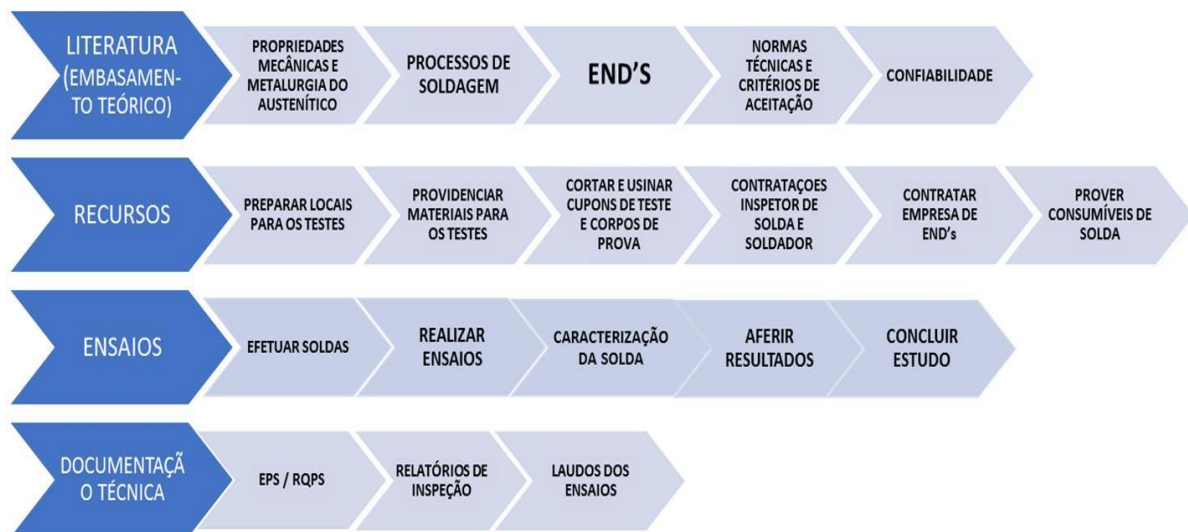 LITERATURA
(EMBASAMEN-
TO TEÓRICO)
PROPRIEDADES
MECÂNICAS E
METALURGIA DO
AUSTENÍTICO
PROCESSOS DE
SOLDAGEM
END'S
NORMAS
TÉCNICAS E
CRITÉRIOS DE
ACEITAÇÃO
CONFIABILIDADE
RECURSOS
PREPARAR LOCAIS
PARA OS TESTES
PROVIDENCIAR
MATERIAIS PARA
OS TESTES
CORTAR E USINAR
CUPONS DE TESTE
E CORPOS DE
PROVA
CONTRATAÇOES
INSPETOR DE
SOLDA E
SOLDADOR
CONTRATAR
EMPRESA DE
END's
PROVER
CONSUMÍVEIS DE
SOLDA
ENSAIOS
EFETUAR SOLDAS
REALIZAR
ENSAIOS
CARACTERIZAÇÃO
DA SOLDA
AFERIR
RESULTADOS
CONCLUIR
ESTUDO
DOCUMENTAÇÃ
O TÉCNICA
EPS / RQPS
RELATÓRIOS DE
INSPEÇÃO
LAUDOS DOS
ENSAIOS